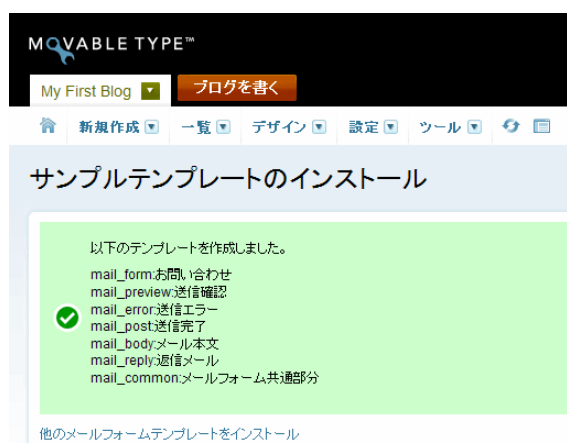 MOVABLE TYPE™
My First Blog ブログを書く
新規作成 一覧 デザイン 設定 ツール
サンプルテンプレートのインストール
以下のテンプレートを作成しました。
mail_form:お問い合わせ
mail_preview:送信確認
mail_error:送信エラー
mail_post:送信完了
mail_body:メール本文
mail_reply:返信メール
mail_common:メールフォーム共通部分
他のメールフォームテンプレートをインストール